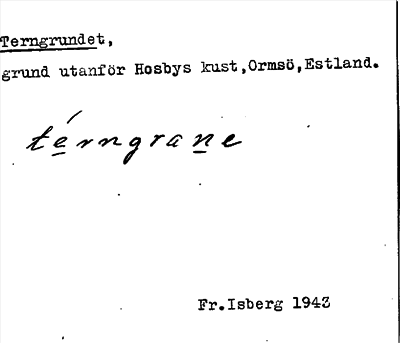 Terngrundet,
grund utanför Hosbys kust,Ormsö,Estland.
térngrane
Fr.Isberg 1943